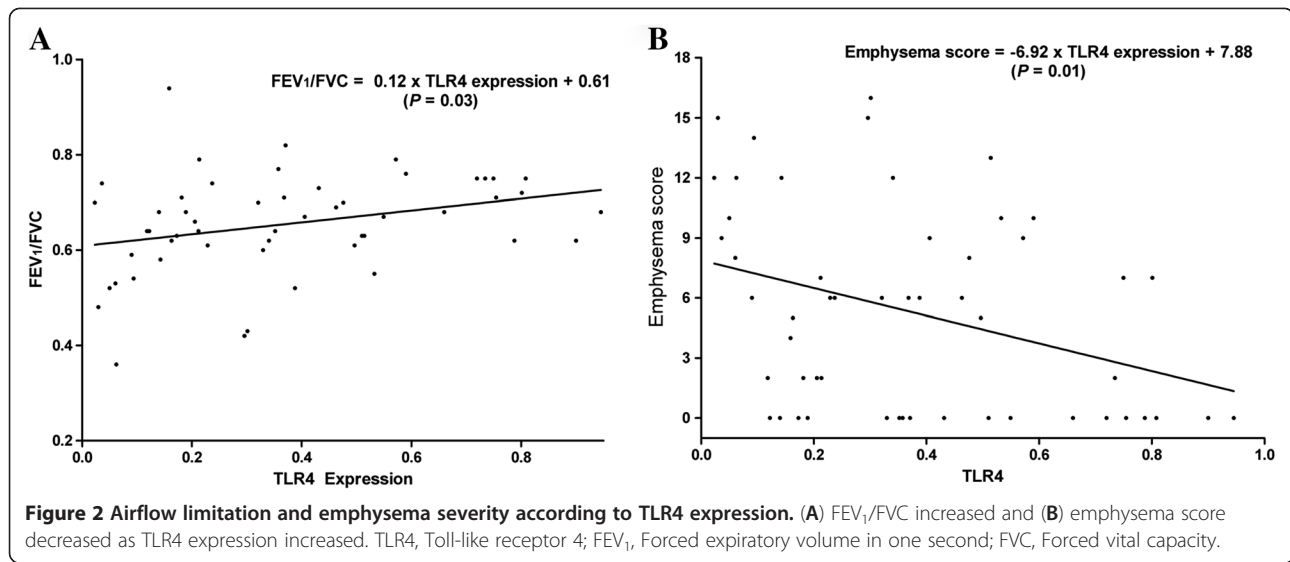 A
FEV₁/FVC = 0.12 x TLR4 expression + 0.61
(P = 0.03)
1.0
0.8
0.6
0.4
0.2
FEV₁/FVC
0.0
0.2
0.4
0.6
0.8
TLR4 Expression
B
Emphysema score = -6.92 x TLR4 expression + 7.88
(P = 0.01)
18
15
12
9
6
3
0
Emphysema score
0.0
0.2
0.4
0.6
0.8
1.0
TLR4
Figure 2 Airflow limitation and emphysema severity according to TLR4 expression. (A) FEV₁/FVC increased and (B) emphysema score
decreased as TLR4 expression increased. TLR4, Toll-like receptor 4; FEV₁, Forced expiratory volume in one second; FVC, Forced vital capacity.